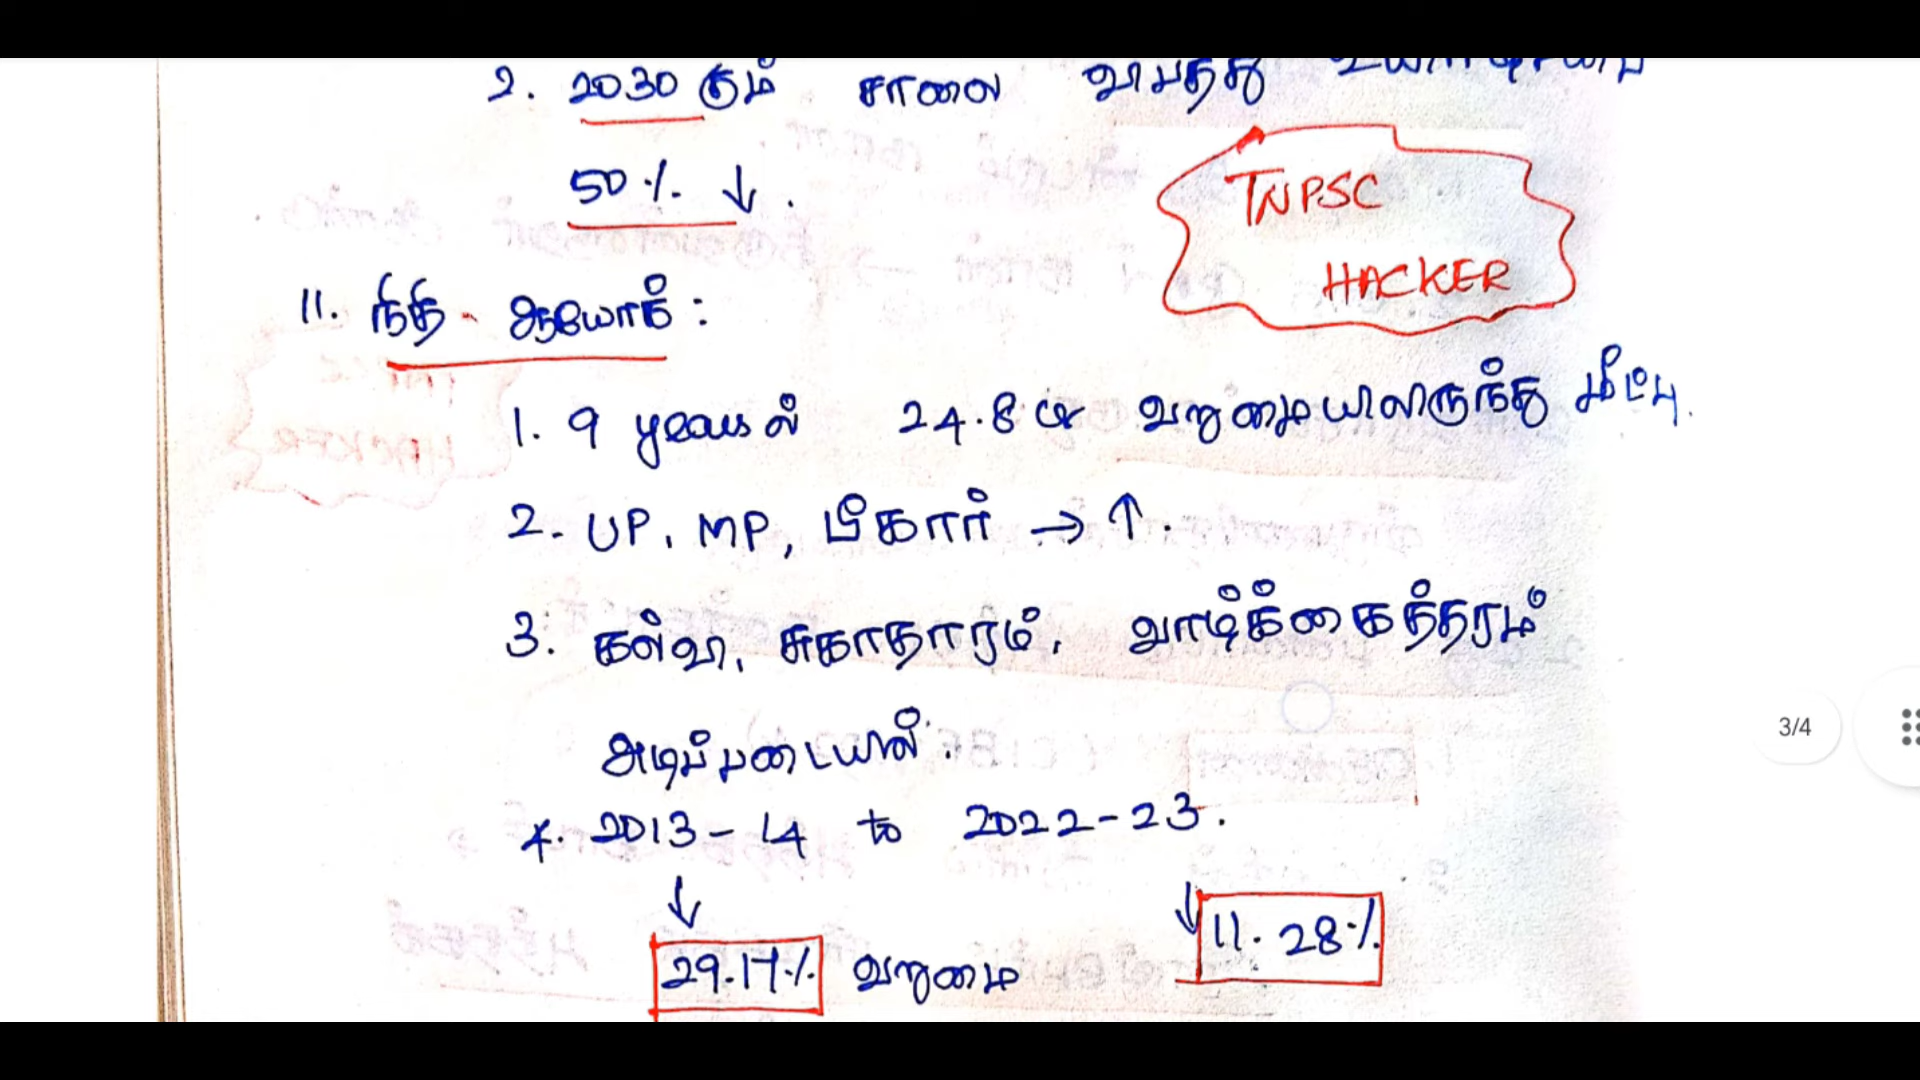 2. 2030 கும் சாலை விபத்து
50% ↓.
TNPSC
HACKER
11. நிதி - ஆயோக் :
1. 9 years ல் 24.8 கோ வறுமையிலிருந்து மீட்பு.
2. UP, MP, பீகார் → ↑.
3. கல்வி, சுகாதாரம், வாழ்க்கைத்தரம்
அடிப்படையில்.
4. 2013-14 to 2022-23.
↓ ↓
29.17% வறுமை 11.28%
3/4